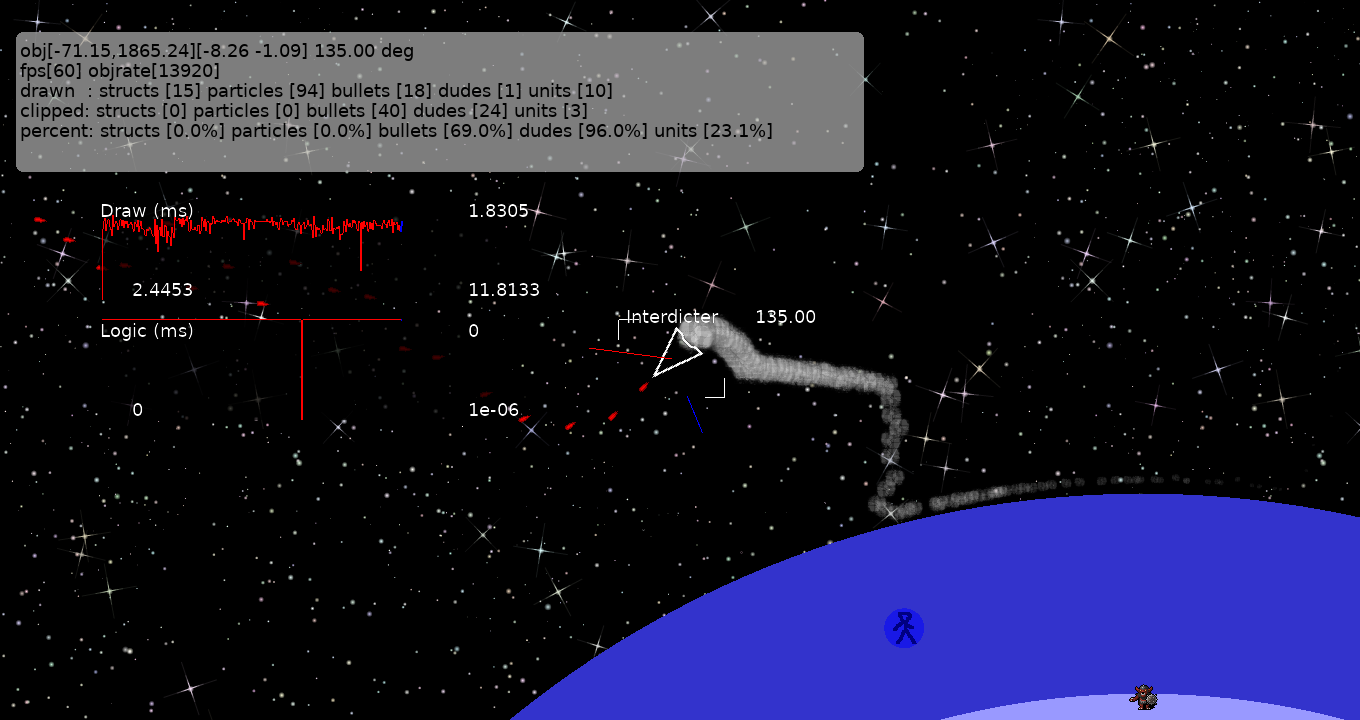 obj[-71.15,1865.24][-8.26 -1.09] 135.00 deg
fps[60] objrate[13920]
drawn  : structs [15] particles [94] bullets [18] dudes [1] units [10]
clipped: structs [0] particles [0] bullets [40] dudes [24] units [3]
percent: structs [0.0%] particles [0.0%] bullets [69.0%] dudes [96.0%] units [23.1%]
Draw (ms) 1.8305
2.4453 11.8133
Interdicter 135.00
Logic (ms) 0
0 1e-06